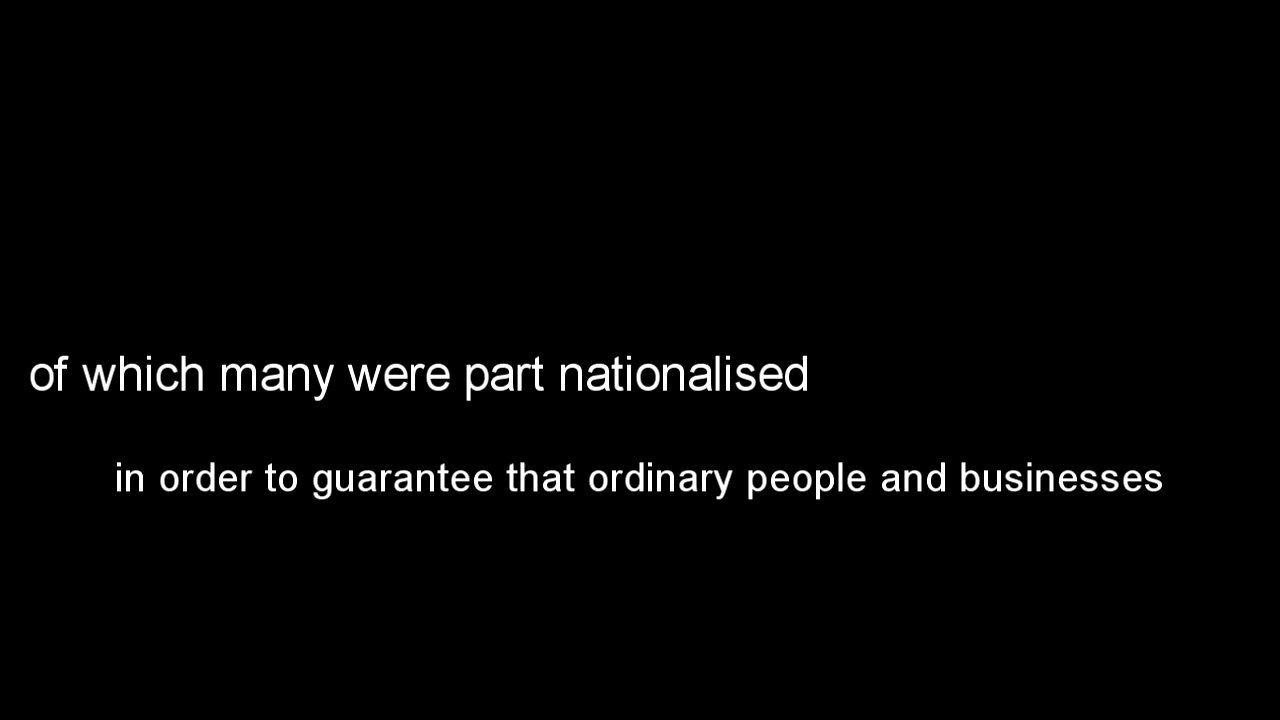 of which many were part nationalised
in order to guarantee that ordinary people and businesses